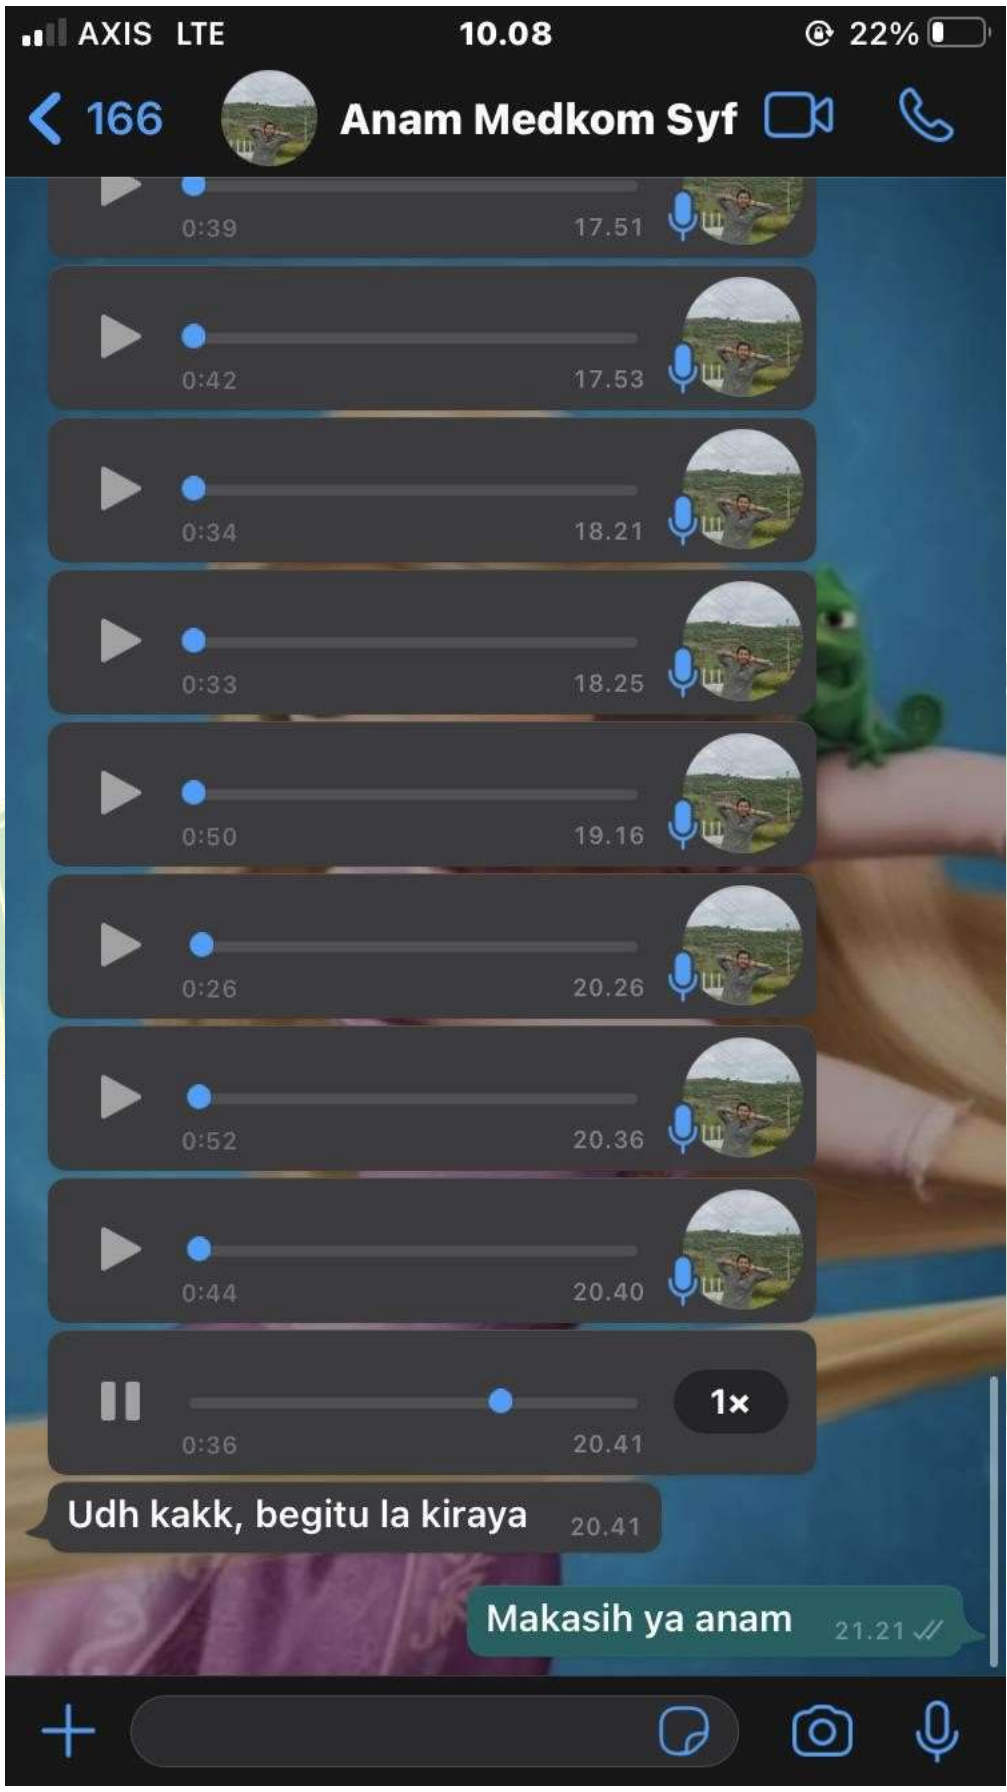 AXIS LTE 10.08 22%
166 Anam Medkom Syf
0:39 17.51
0:42 17.53
0:34 18.21
0:33 18.25
0:50 19.16
0:26 20.26
0:52 20.36
0:44 20.40
1×
0:36 20.41
Udh kakk, begitu la kiraya 20.41
Makasih ya anam 21.21